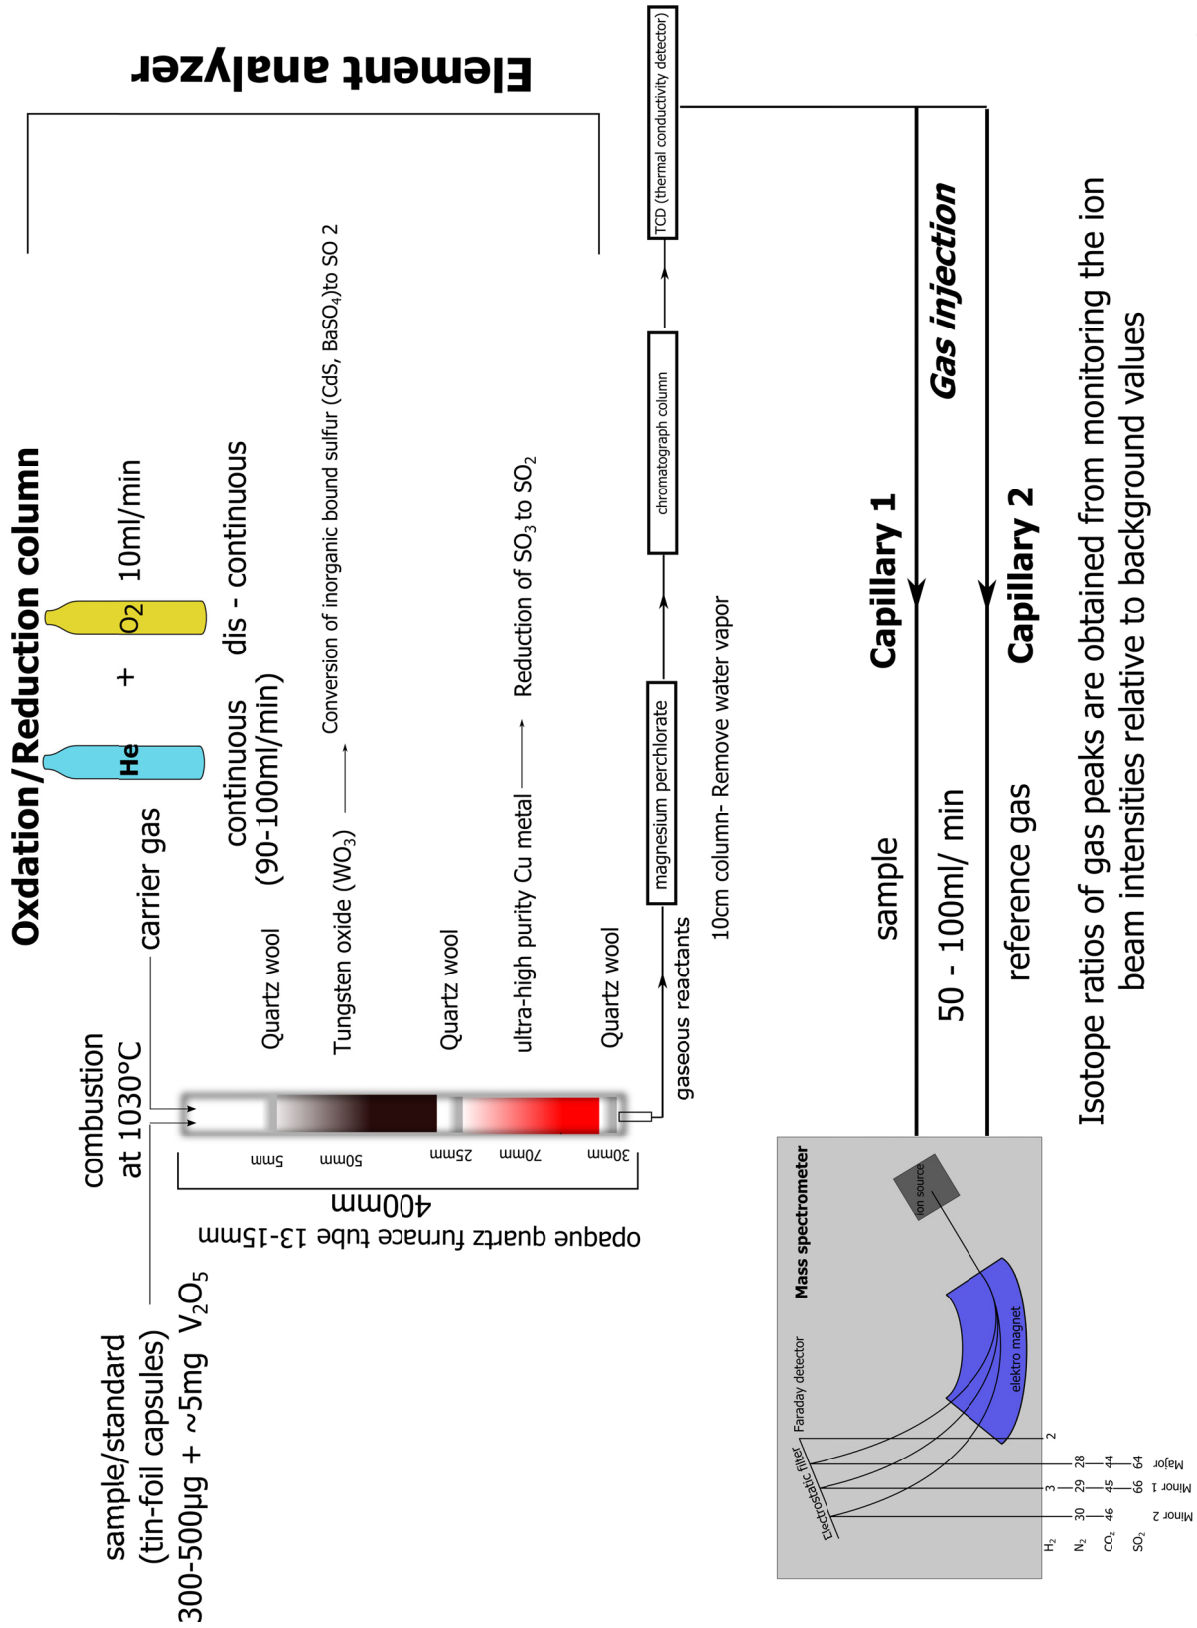 Oxdation/Reduction column
Element analyzer
sample/standard
(tin-foil capsules)
300-500µg + ~5mg V₂O₅
combustion
at 1030°C
carrier gas
He
+
O₂
10ml/min
continuous
(90-100ml/min)
dis - continuous
Quartz wool
Tungsten oxide (WO₃)
Conversion of inorganic bound sulfur (CdS, BaSO₄)to SO 2
Quartz wool
ultra-high purity Cu metal
Reduction of SO₃ to SO₂
Quartz wool
5mm
50mm
25mm
70mm
30mm
400mm
opaque quartz furnace tube 13-15mm
gaseous reactants
magnesium perchlorate
10cm column- Remove water vapor
chromatograph column
TCD (thermal conductivity detector)
Gas injection
sample
Capillary 1
50 - 100ml/ min
reference gas
Capillary 2
Mass spectrometer
ion source
elektro magnet
Faraday detector
Electrostatic filter
H₂ 3 2
N₂ 30 29 28
CO₂ 46 45 44
SO₂ 66 64
Minor 2
Minor 1
Major
Isotope ratios of gas peaks are obtained from monitoring the ion
beam intensities relative to background values